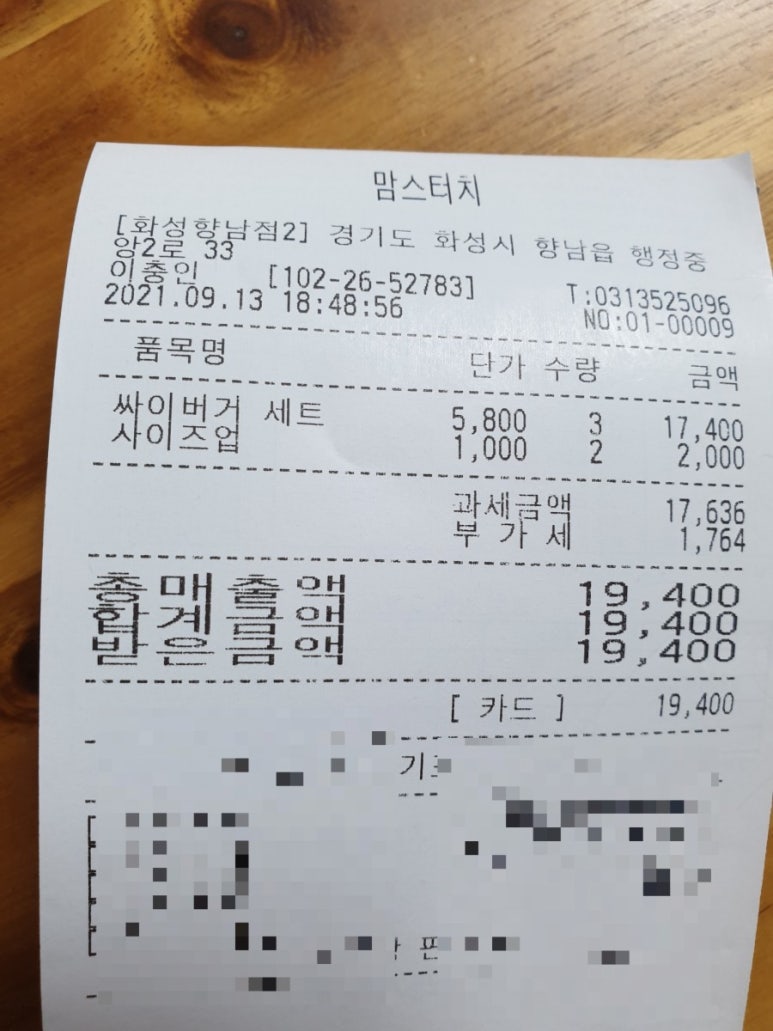 맘스터치
[화성향남점2] 경기도 화성시 향남읍 행정중
앙2로 33
이충인 [102-26-52783] T:0313525096
2021.09.13 18:48:56 NO:01-00009
품목명 단가 수량 금액
싸이버거 세트 5,800 3 17,400
사이즈업 1,000 2 2,000
과세금액 17,636
부 가 세 1,764
총 매 출 액 19,400
합 계 금 액 19,400
받 은 금 액 19,400
[ 카드 ] 19,400